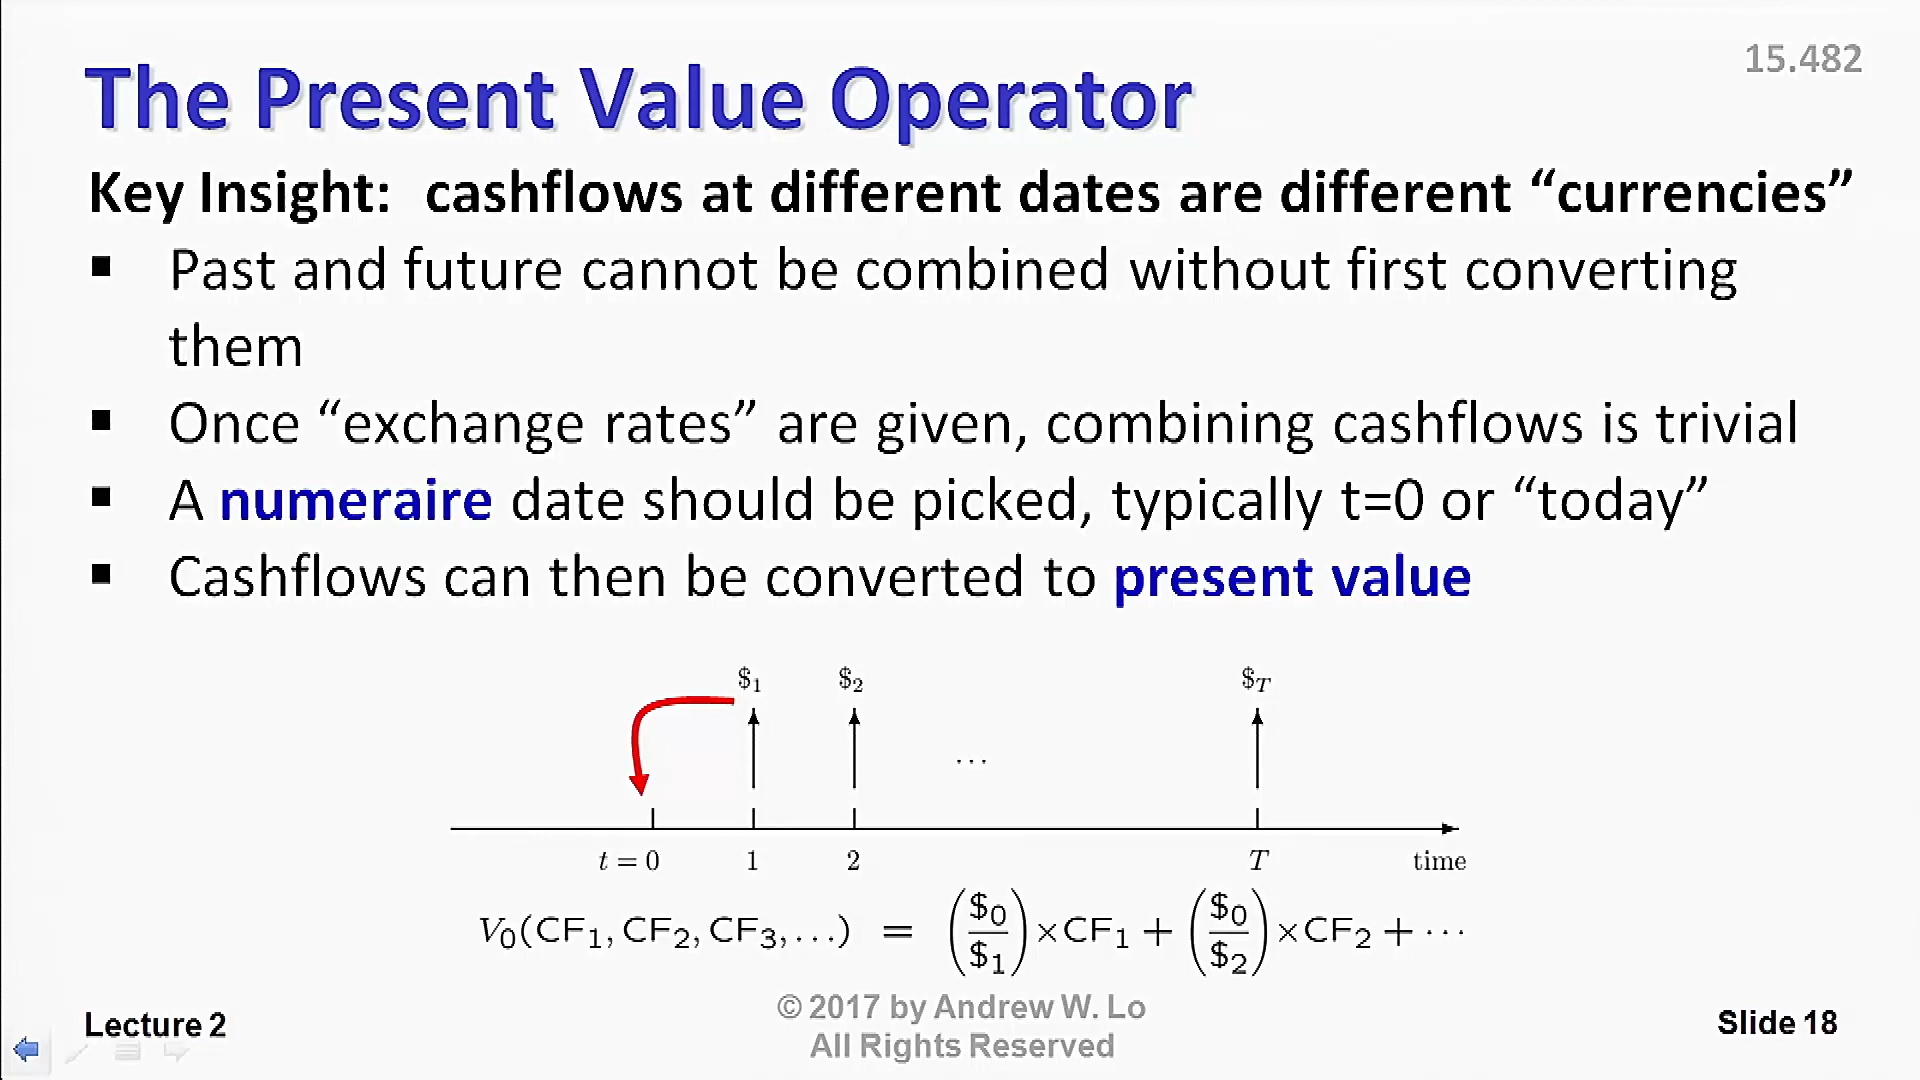 15.482
The Present Value Operator
Key Insight: cashflows at different dates are different “currencies”
▪ Past and future cannot be combined without first converting
them
▪ Once “exchange rates” are given, combining cashflows is trivial
▪ A numeraire date should be picked, typically t=0 or “today”
▪ Cashflows can then be converted to present value
$₁ $₂ $_T
...
t = 0 1 2 T time
V₀(CF₁, CF₂, CF₃, ...) = ($₀/$₁) × CF₁ + ($₀/$₂) × CF₂ + ···
© 2017 by Andrew W. Lo
All Rights Reserved
Lecture 2
Slide 18